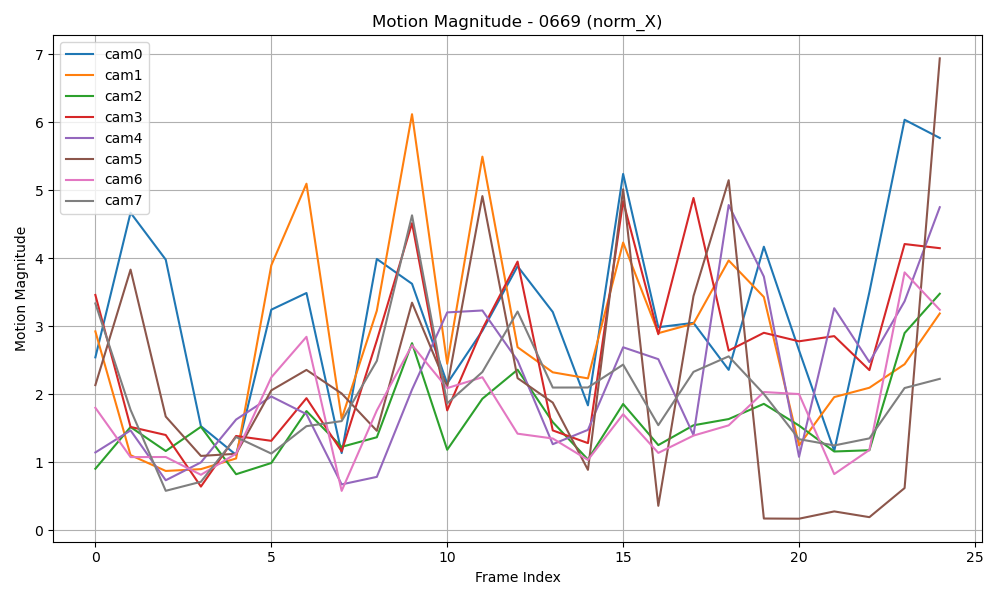 Motion Magnitude - 0669 (norm_X)
cam0
cam1
cam2
cam3
cam4
cam5
cam6
cam7
Motion Magnitude
7
6
5
4
3
2
1
0
0 5 10 15 20 25
Frame Index